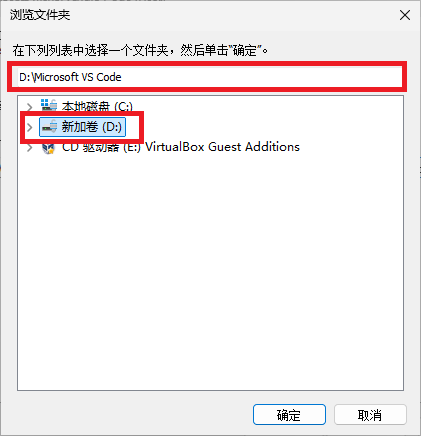 浏览文件夹
在下列列表中选择一个文件夹，然后单击“确定”。
D:\Microsoft VS Code
本地磁盘 (C:)
新加卷 (D:)
CD 驱动器 (E:) VirtualBox Guest Additions
确定
取消